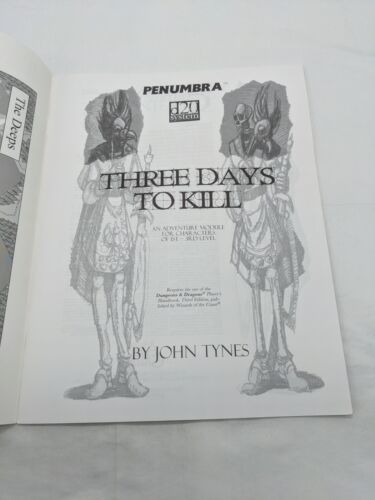 The Deeps
PENUMBRA™
d20
system
THREE DAYS
TO KILL
AN ADVENTURE MODULE
FOR CHARACTERS
OF 1ST – 3RD LEVEL
Requires the use of the
Dungeons & Dragons® Player's
Handbook, Third Edition, pub-
lished by Wizards of the Coast®
BY JOHN TYNES